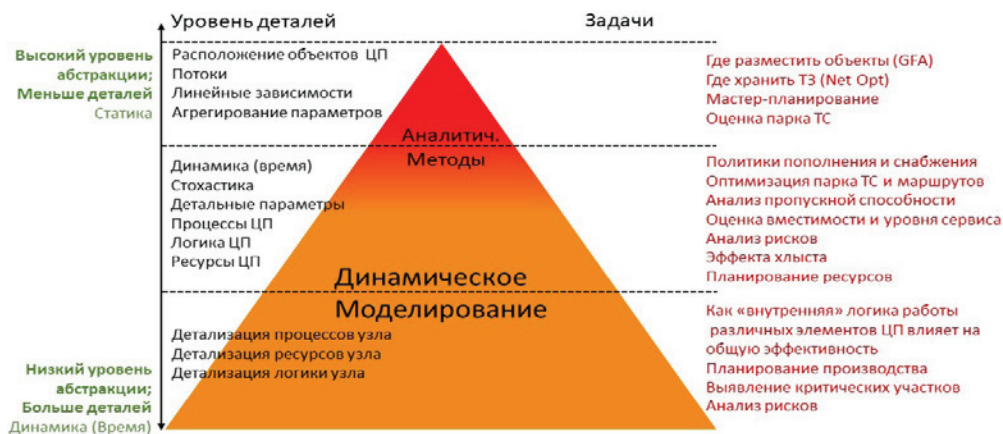 Уровень деталей
Задачи
Высокий уровень
абстракции;
Меньше деталей
Статика
Расположение объектов ЦП
Потоки
Линейные зависимости
Агрегирование параметров
Аналитич.
Методы
Где разместить объекты (GFA)
Где хранить ТЗ (Net Opt)
Мастер-планирование
Оценка парка ТС
Динамика (время)
Стохастика
Детальные параметры
Процессы ЦП
Логика ЦП
Ресурсы ЦП
Динамическое
Моделирование
Политики пополнения и снабжения
Оптимизация парка ТС и маршрутов
Анализ пропускной способности
Оценка вместимости и уровня сервиса
Анализ рисков
Эффекта хлыста
Планирование ресурсов
Низкий уровень
абстракции;
Больше деталей
Динамика (Время)
Детализация процессов узла
Детализация ресурсов узла
Детализация логики узла
Как «внутренняя» логика работы
различных элементов ЦП влияет на
общую эффективность
Планирование производства
Выявление критических участков
Анализ рисков